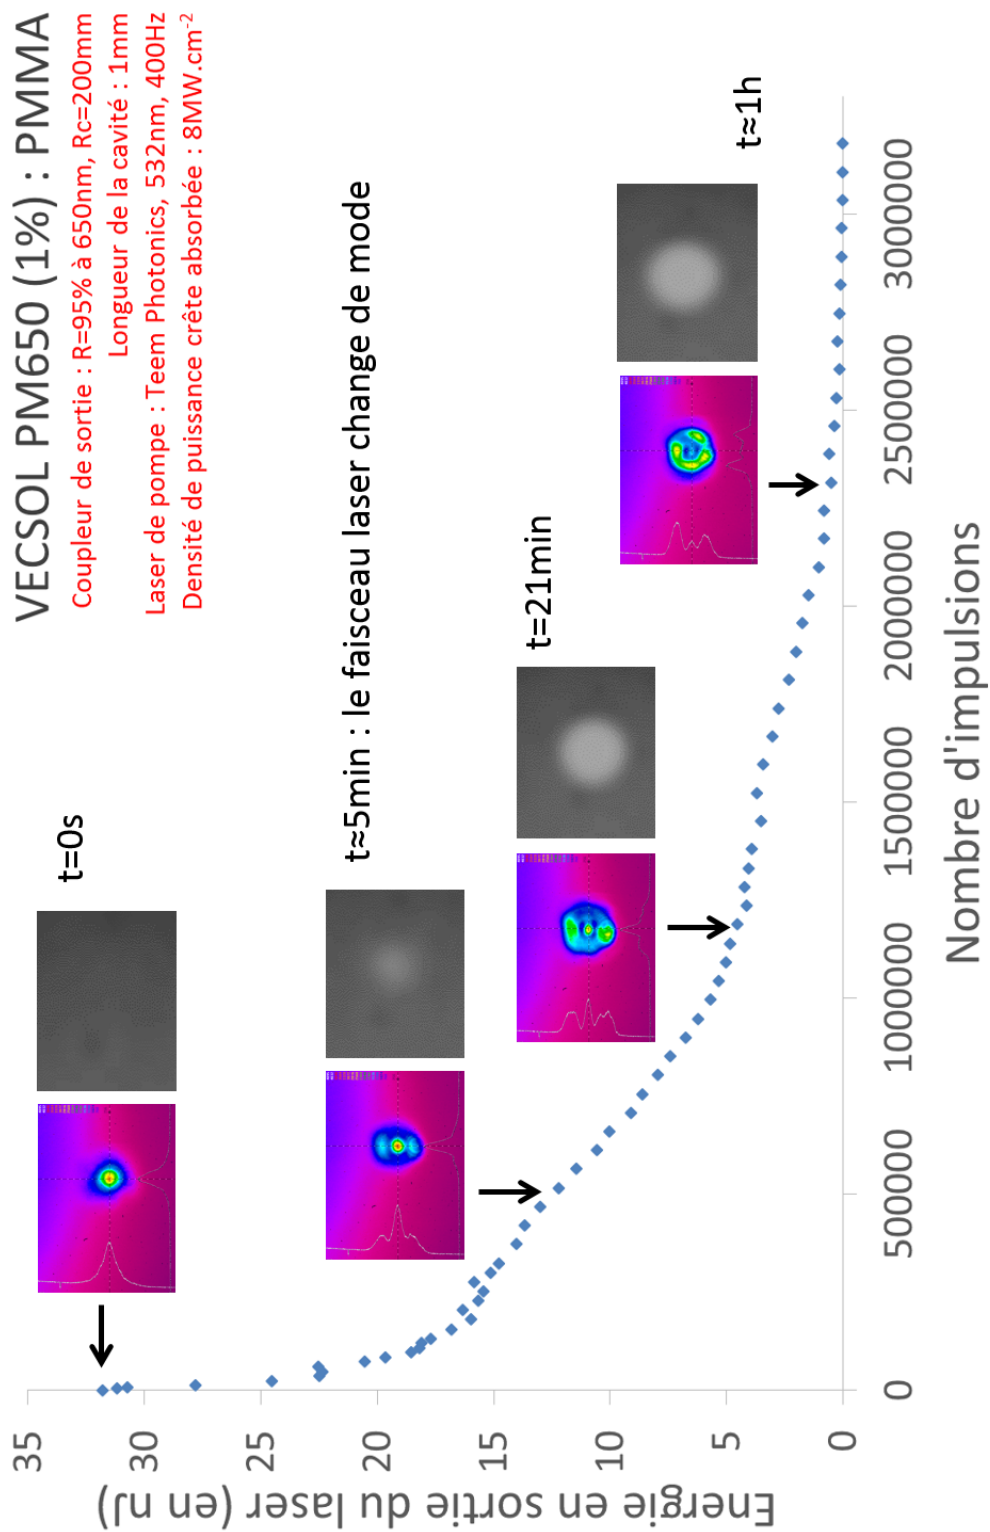 VECSOL PM650 (1%) : PMMA
Coupleur de sortie : R=95% à 650nm, Rc=200mm
Longueur de la cavité : 1mm
Laser de pompe : Teem Photonics, 532nm, 400Hz
Densité de puissance crête absorbée : 8MW.cm⁻²
t=0s
t≈5min : le faisceau laser change de mode
t=21min
t≈1h
Energie en sortie du laser (en nJ)
35
30
25
20
15
10
5
0
0
500000
1000000
1500000
2000000
2500000
3000000
Nombre d'impulsions